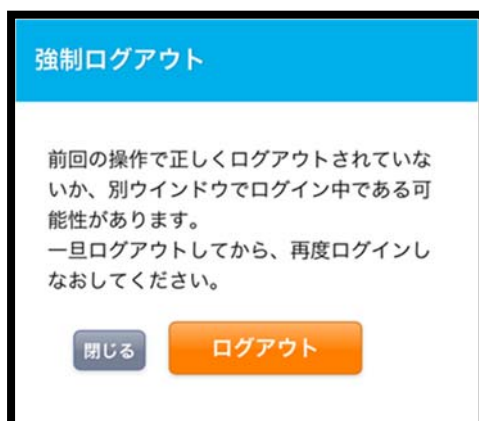 強制ログアウト
前回の操作で正しくログアウトされていな
いか、別ウインドウでログイン中である可
能性があります。
一旦ログアウトしてから、再度ログインし
なおしてください。
閉じる
ログアウト